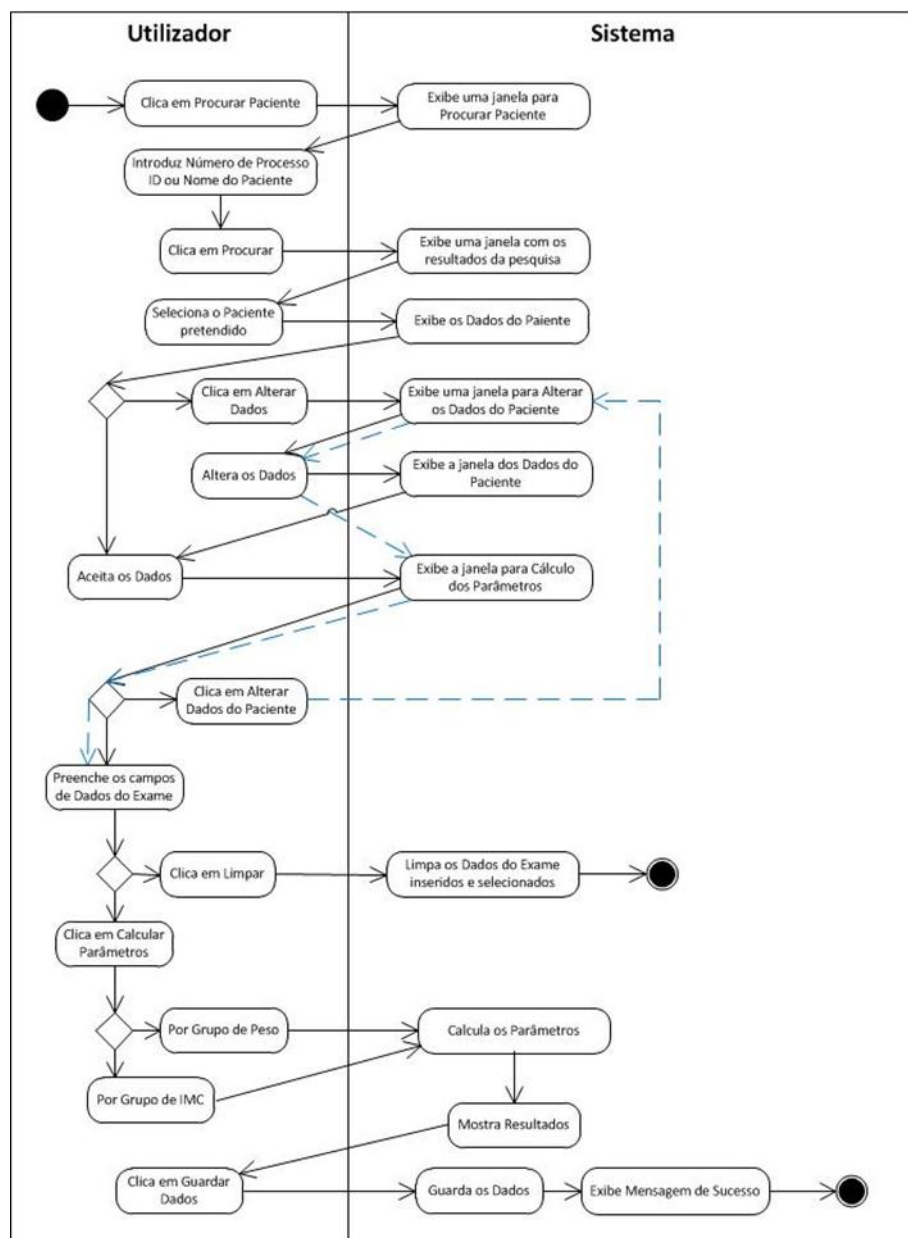 Utilizador
Sistema
Clica em Procurar Paciente
Exibe uma janela para
Procurar Paciente
Introduz Número de Processo
ID ou Nome do Paciente
Clica em Procurar
Exibe uma janela com os
resultados da pesquisa
Seleciona o Paciente
pretendido
Exibe os Dados do Paiente
Clica em Alterar
Dados
Exibe uma janela para Alterar
os Dados do Paciente
Altera os Dados
Exibe a janela dos Dados do
Paciente
Aceita os Dados
Exibe a janela para Cálculo
dos Parâmetros
Clica em Alterar
Dados do Paciente
Preenche os campos
de Dados do Exame
Clica em Limpar
Limpa os Dados do Exame
inseridos e selecionados
Clica em Calcular
Parâmetros
Por Grupo de Peso
Calcula os Parâmetros
Por Grupo de IMC
Mostra Resultados
Clica em Guardar
Dados
Guarda os Dados
Exibe Mensagem de Sucesso